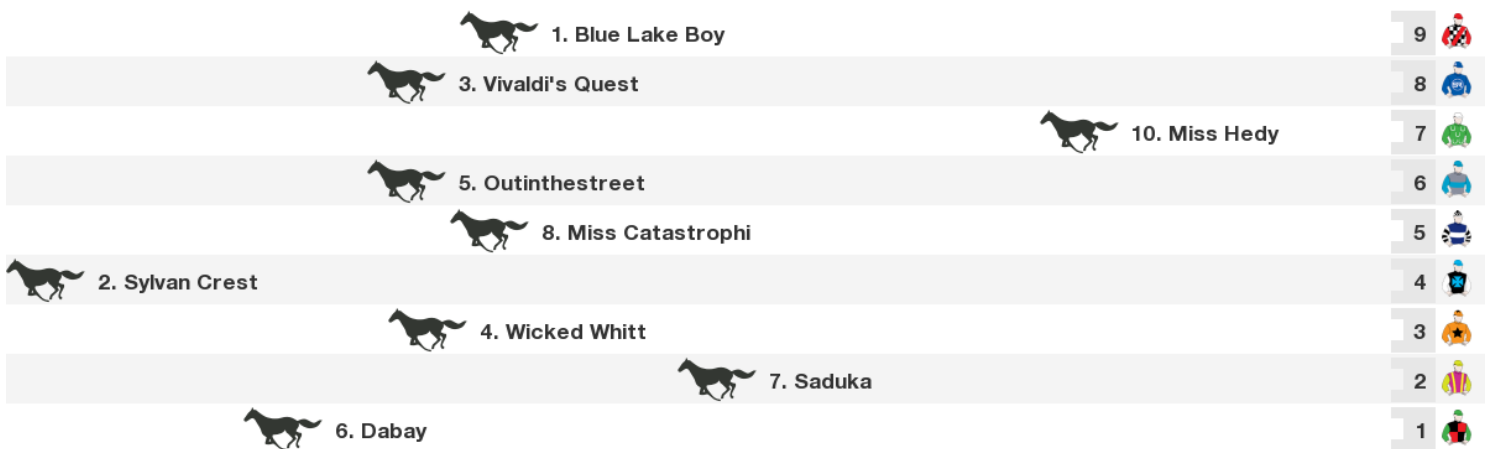 1. Blue Lake Boy 9
3. Vivaldi's Quest 8
10. Miss Hedy 7
5. Outinthestreet 6
8. Miss Catastrophi 5
2. Sylvan Crest 4
4. Wicked Whitt 3
7. Saduka 2
6. Dabay 1